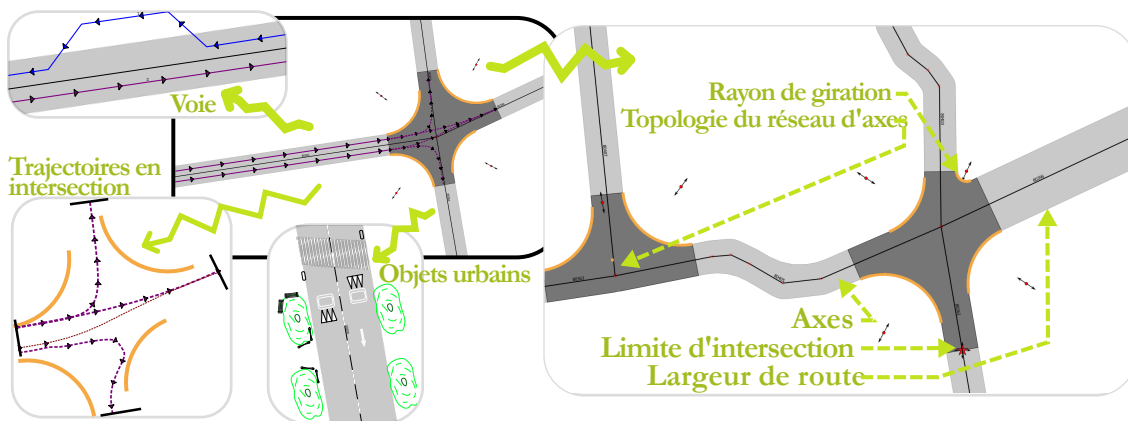 Voie
Trajectoires en
intersection
Objets urbains
Rayon de giration
Topologie du réseau d'axes
Axes
Limite d'intersection
Largeur de route